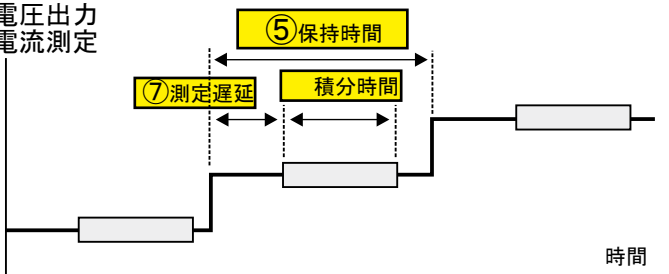 電圧出力
電流測定
⑤保持時間
⑦測定遅延
積分時間
時間